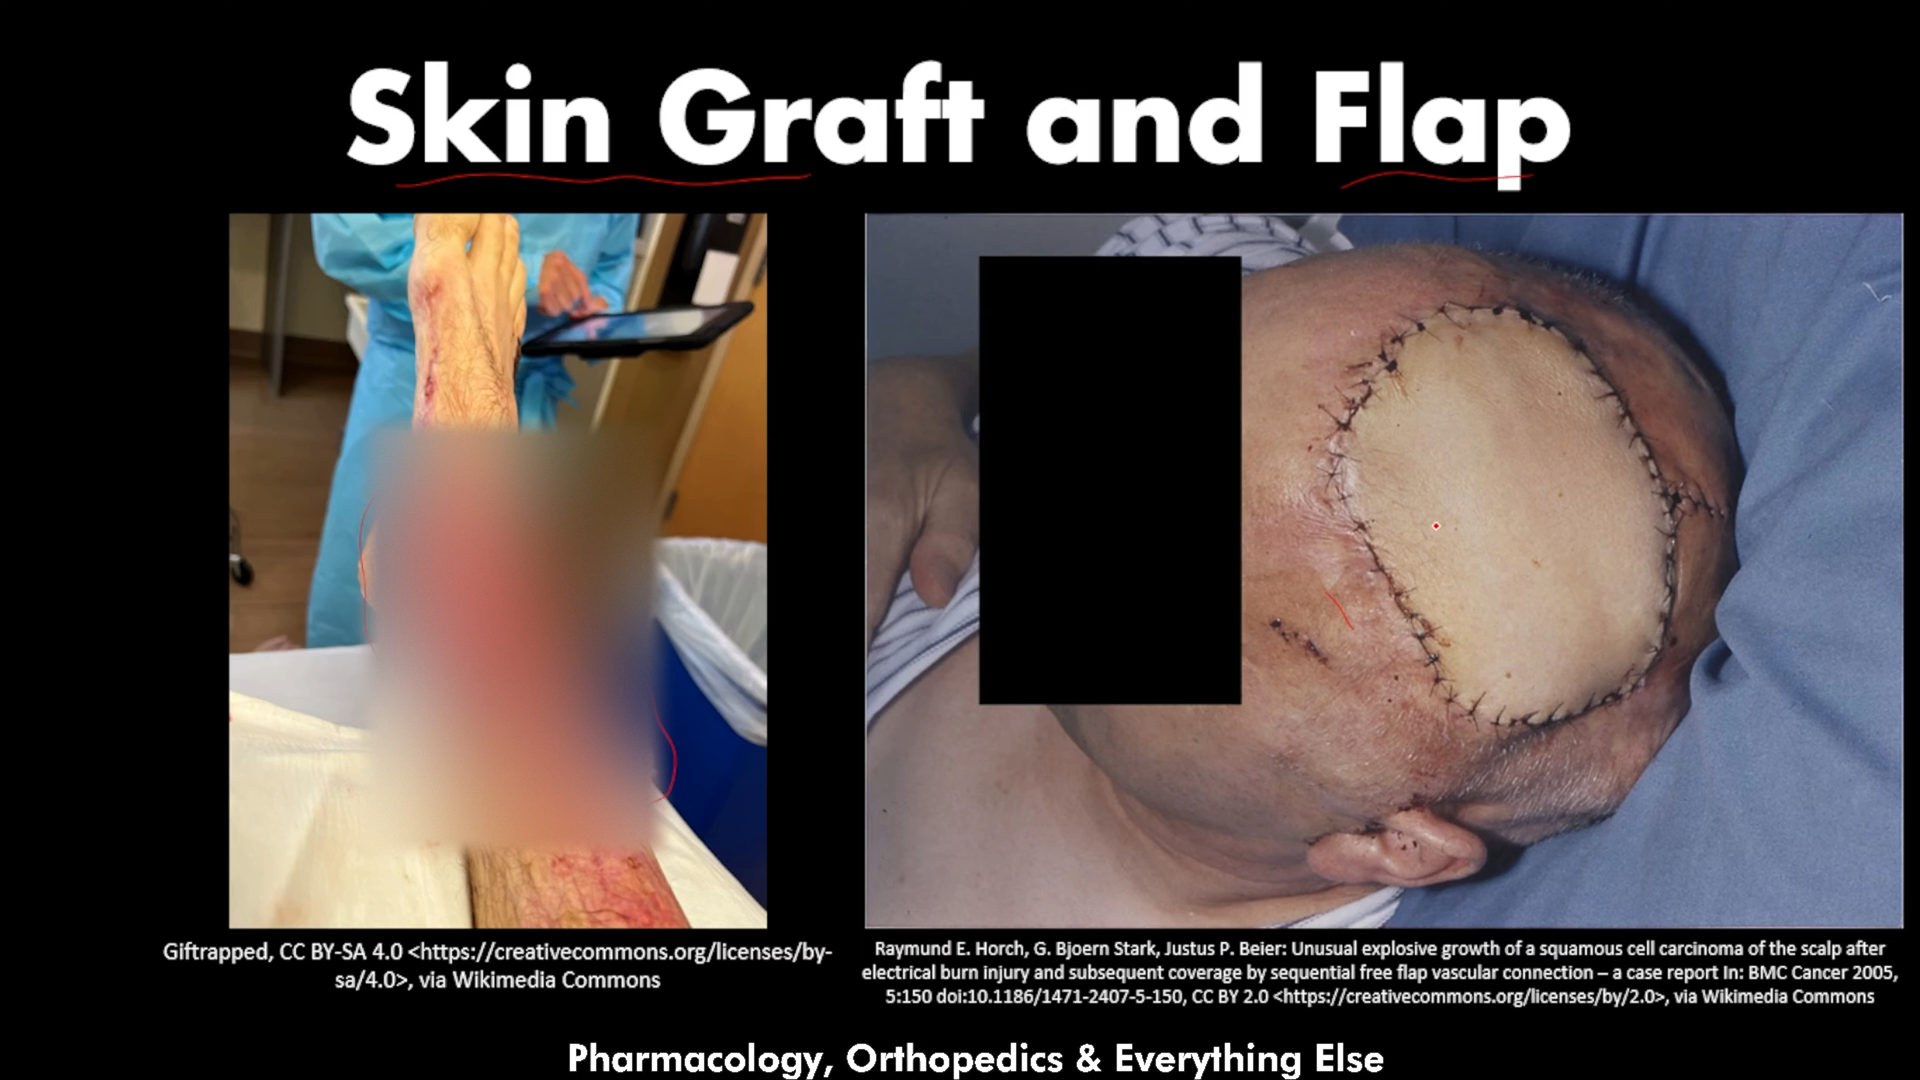 Skin Graft and Flap
Giftrapped, CC BY-SA 4.0 <https://creativecommons.org/licenses/by-
sa/4.0>, via Wikimedia Commons
Raymund E. Horch, G. Bjoern Stark, Justus P. Beier: Unusual explosive growth of a squamous cell carcinoma of the scalp after
electrical burn injury and subsequent coverage by sequential free flap vascular connection – a case report In: BMC Cancer 2005,
5:150 doi:10.1186/1471-2407-5-150, CC BY 2.0 <https://creativecommons.org/licenses/by/2.0>, via Wikimedia Commons
Pharmacology, Orthopedics & Everything Else